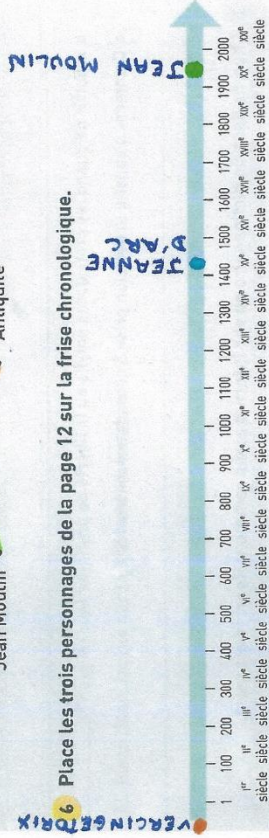 6 Place les trois personnages de la page 12 sur la frise chronologique.
VERCINGETORIX
JEANNE
D'ARC
JEAN MOULIN
1 100 200 300 400 500 600 700 800 900 1000 1100 1200 1300 1400 1500 1600 1700 1800 1900 2000
Ier IIe IIIe IVe Ve VIe VIIe VIIIe IXe Xe XIe XIIe XIIIe XIVe XVe XVIe XVIIe XVIIIe XIXe XXe XXIe
siècle siècle siècle siècle siècle siècle siècle siècle siècle siècle siècle siècle siècle siècle siècle siècle siècle siècle siècle siècle siècle